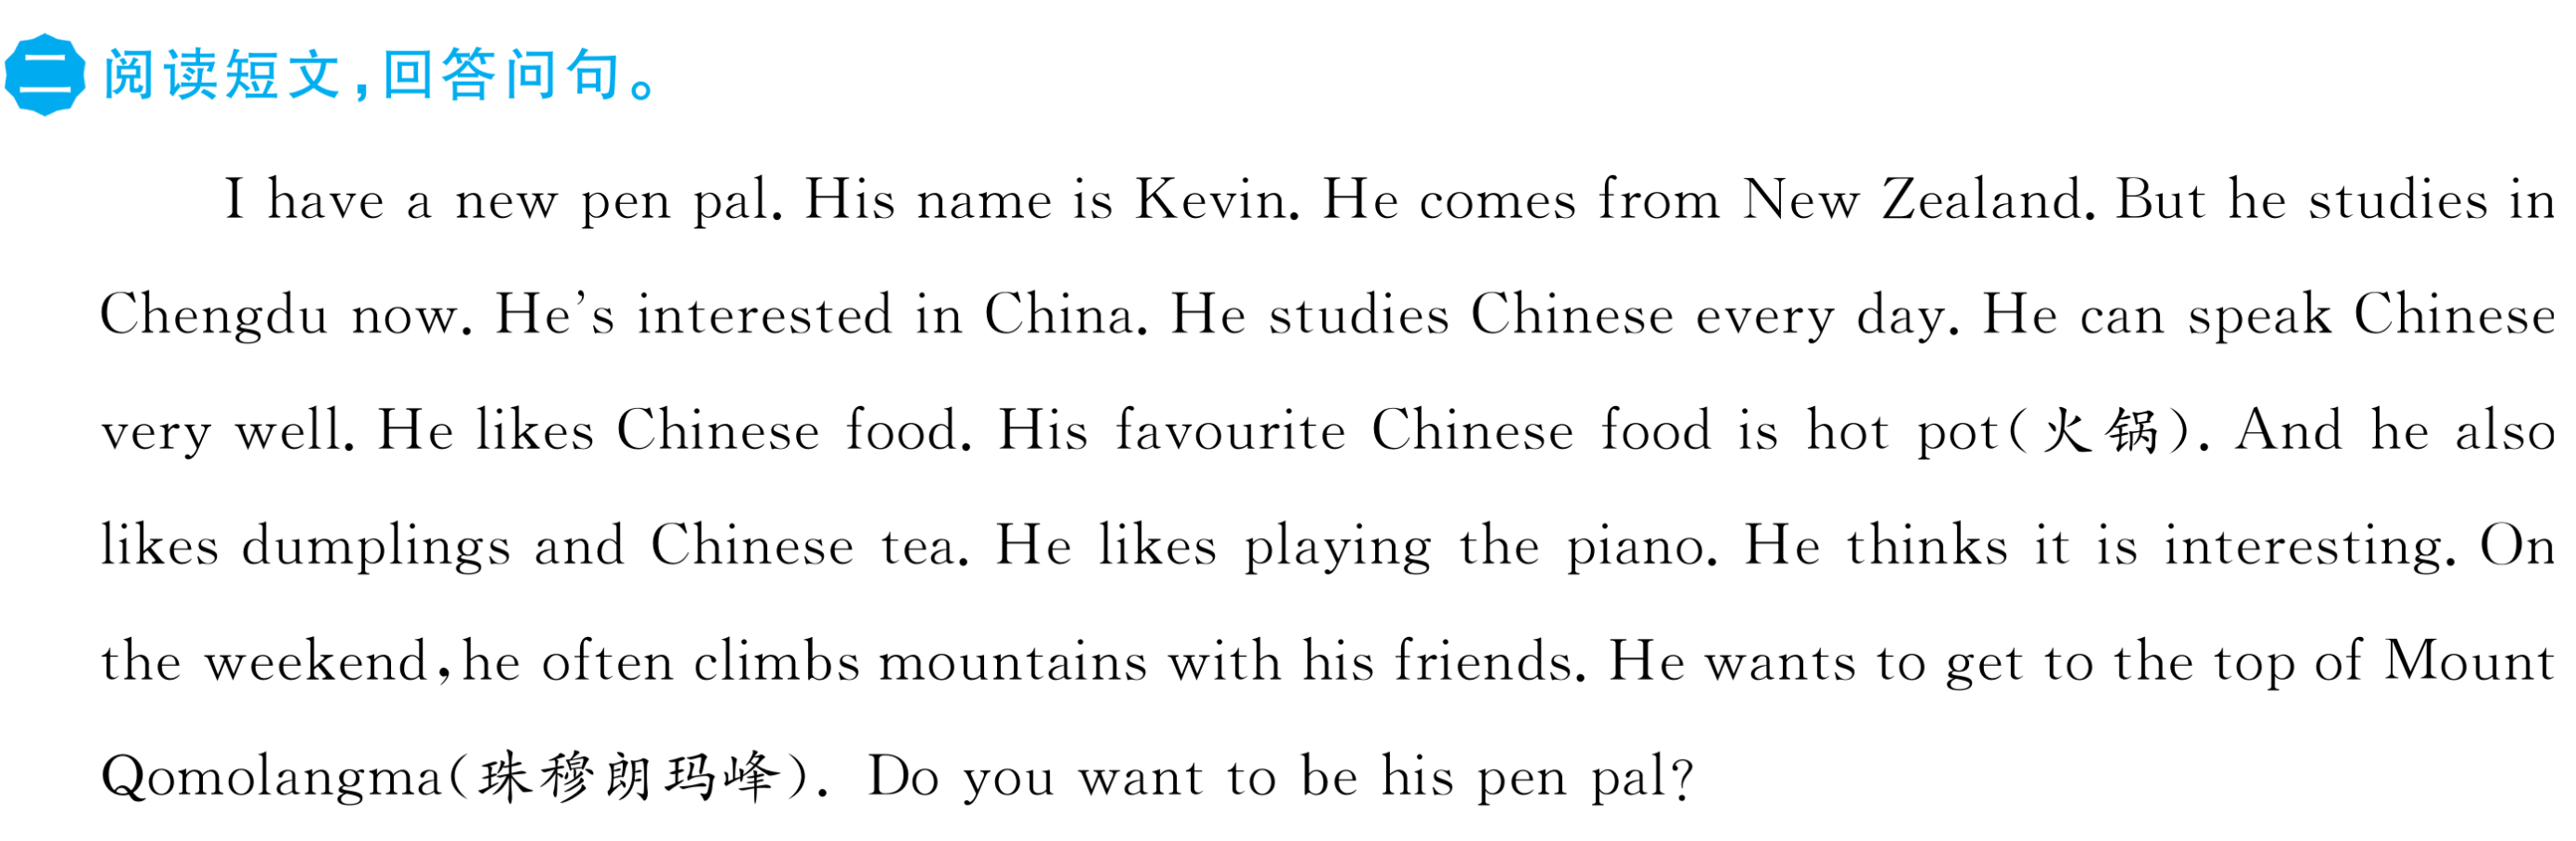 二 阅读短文,回答问句。
I have a new pen pal. His name is Kevin. He comes from New Zealand. But he studies in
Chengdu now. He's interested in China. He studies Chinese every day. He can speak Chinese
very well. He likes Chinese food. His favourite Chinese food is hot pot(火锅). And he also
likes dumplings and Chinese tea. He likes playing the piano. He thinks it is interesting. On
the weekend,he often climbs mountains with his friends. He wants to get to the top of Mount
Qomolangma(珠穆朗玛峰). Do you want to be his pen pal?